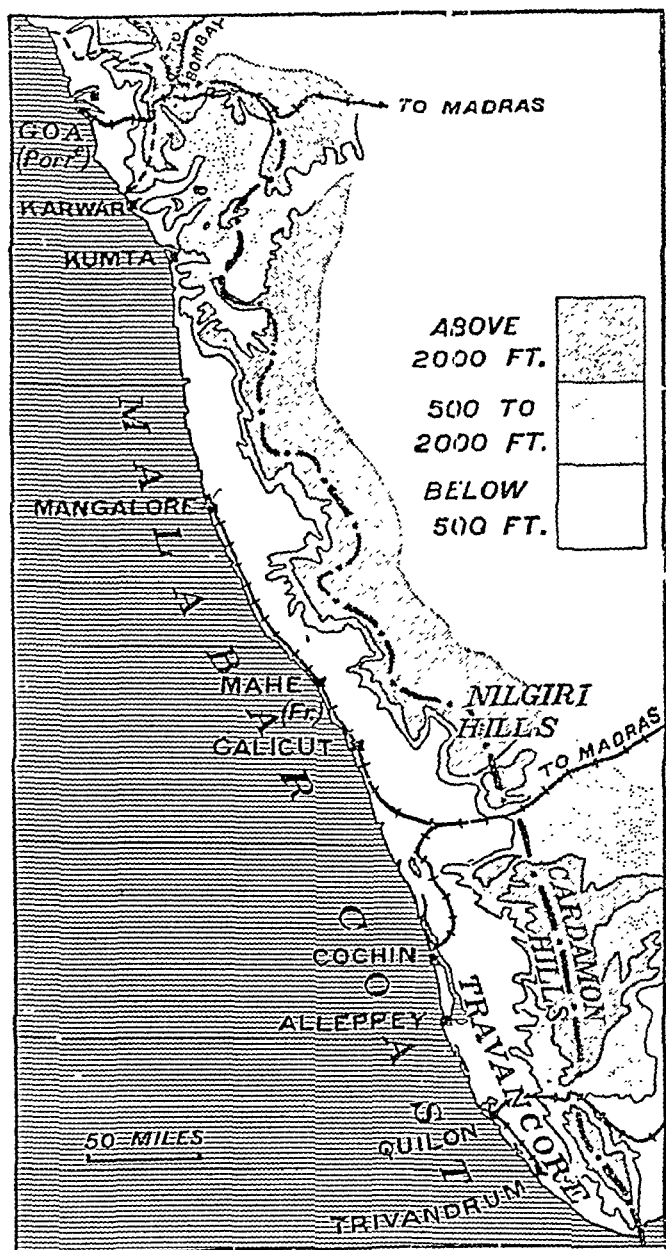 TO BOMBAY
TO MADRAS
GOA
(Port^e)
KARWAR
KUMTA
ABOVE
2000 FT.
500 TO
2000 FT.
BELOW
500 FT.
MANGALORE
MALABAR COAST
MAHE
(Fr.)
CALICUT
NILGIRI
HILLS
TO MADRAS
CARDAMON
HILLS
COCHIN
ALLEPPEY
TRAVANCORE
50 MILES
QUILON
TRIVANDRUM